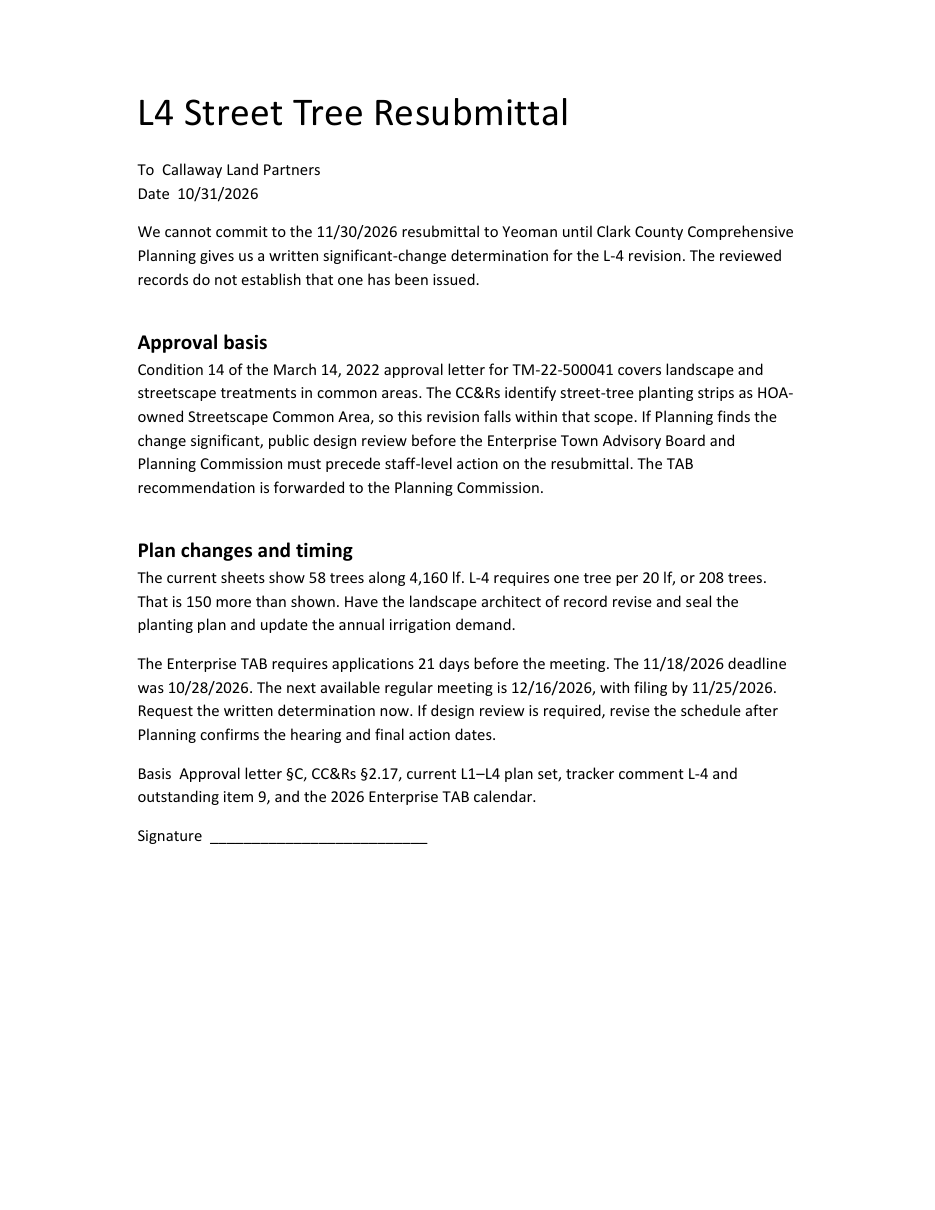 L4 Street Tree Resubmittal
To  Callaway Land Partners
Date  10/31/2026
We cannot commit to the 11/30/2026 resubmittal to Yeoman until Clark County Comprehensive
Planning gives us a written significant-change determination for the L-4 revision. The reviewed
records do not establish that one has been issued.
Approval basis
Condition 14 of the March 14, 2022 approval letter for TM-22-500041 covers landscape and
streetscape treatments in common areas. The CC&Rs identify street-tree planting strips as HOA-
owned Streetscape Common Area, so this revision falls within that scope. If Planning finds the
change significant, public design review before the Enterprise Town Advisory Board and
Planning Commission must precede staff-level action on the resubmittal. The TAB
recommendation is forwarded to the Planning Commission.
Plan changes and timing
The current sheets show 58 trees along 4,160 lf. L-4 requires one tree per 20 lf, or 208 trees.
That is 150 more than shown. Have the landscape architect of record revise and seal the
planting plan and update the annual irrigation demand.
The Enterprise TAB requires applications 21 days before the meeting. The 11/18/2026 deadline
was 10/28/2026. The next available regular meeting is 12/16/2026, with filing by 11/25/2026.
Request the written determination now. If design review is required, revise the schedule after
Planning confirms the hearing and final action dates.
Basis  Approval letter §C, CC&Rs §2.17, current L1–L4 plan set, tracker comment L-4 and
outstanding item 9, and the 2026 Enterprise TAB calendar.
Signature  __________________________